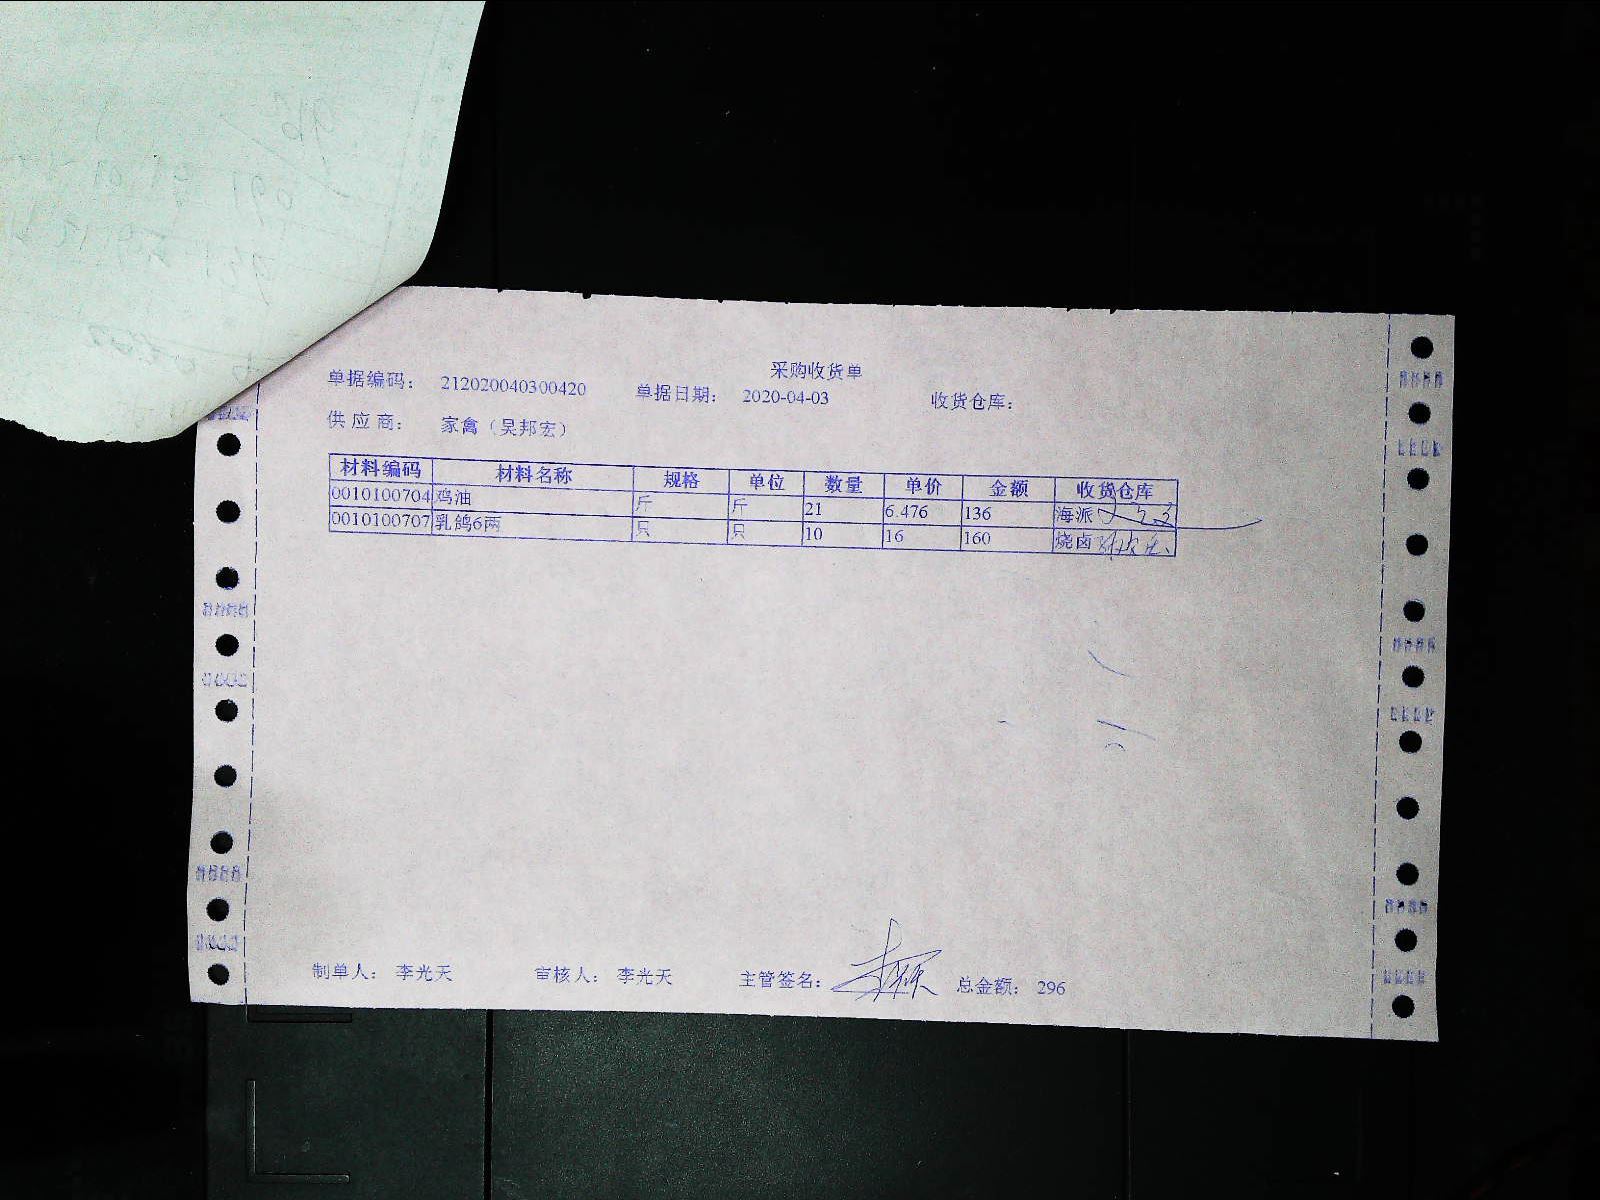 采购收货单
单据编码： 212020040300420 单据日期： 2020-04-03 收货仓库：
供应商： 家禽（吴邦宏）
材料编码 材料名称 规格 单位 数量 单价 金额 收货仓库
0010100704 鸡油 斤 斤 21 6.476 136 海派
0010100707 乳鸽6两 只 只 10 16 160 烧卤
制单人： 李光天 审核人： 李光天 主管签名： 总金额： 296